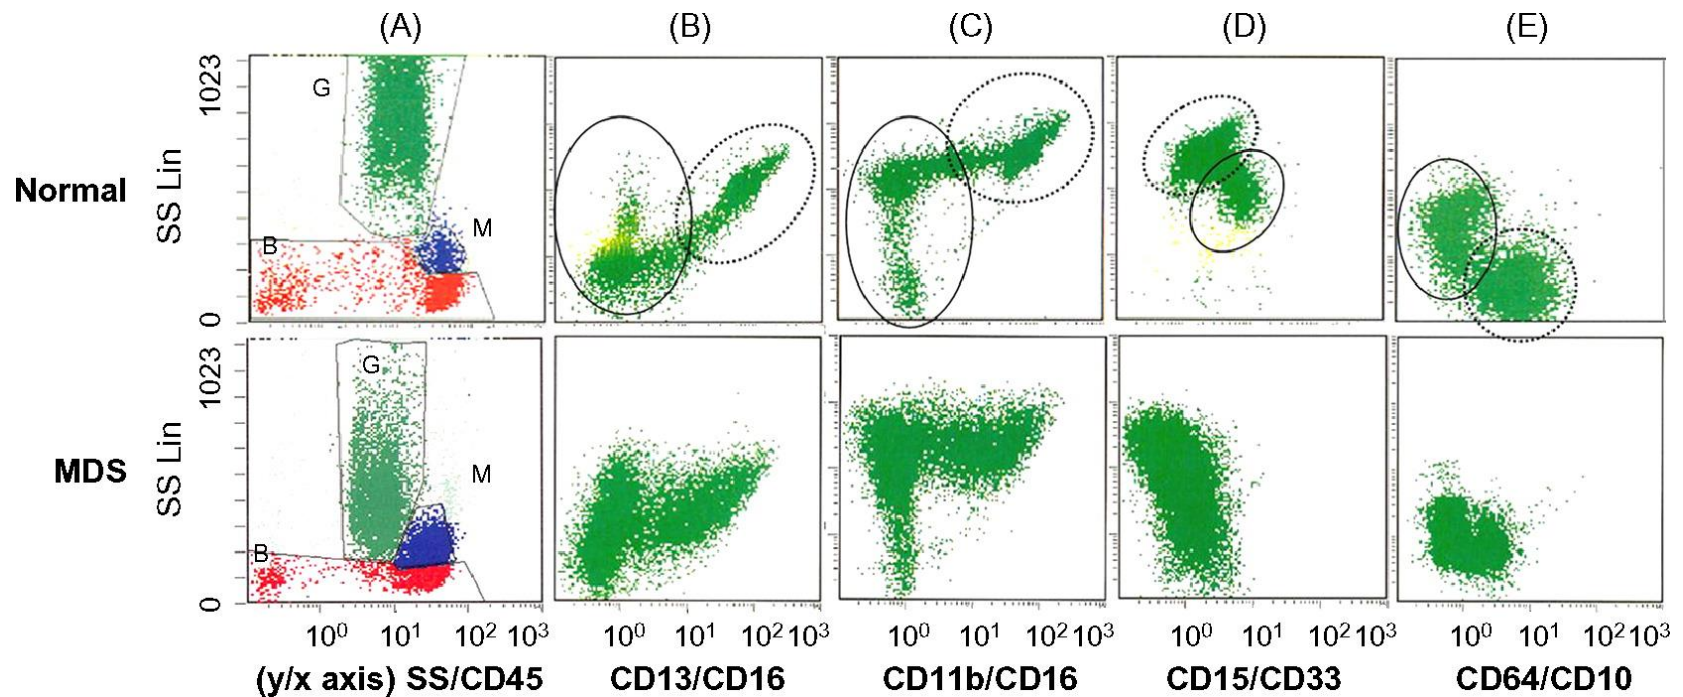 (A) (B) (C) (D) (E)
Normal
SS Lin
1023
0
G
B
M
MDS
SS Lin
1023
0
G
B
M
10⁰ 10¹ 10² 10³ 10⁰ 10¹ 10² 10³ 10⁰ 10¹ 10² 10³ 10⁰ 10¹ 10² 10³ 10⁰ 10¹ 10² 10³
(y/x axis) SS/CD45 CD13/CD16 CD11b/CD16 CD15/CD33 CD64/CD10